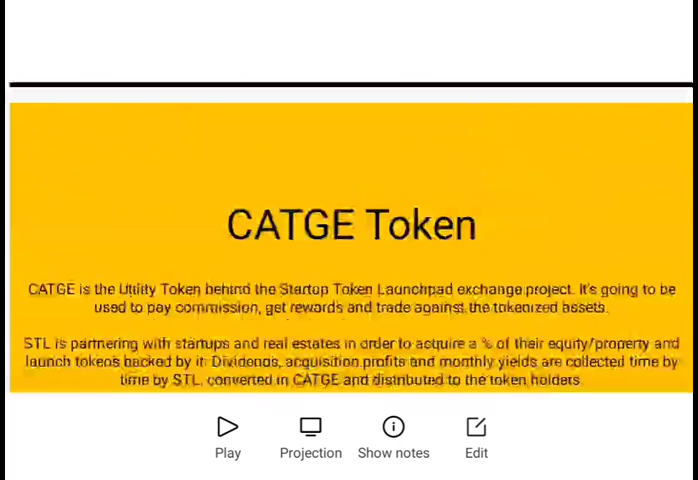 CATGE Token
CATGE is the Utility Token behind the Startup Token Launchpad exchange project. It's going to be
used to pay commission, get rewards and trade against the tokenized assets.
STL is partnering with startups and real estates in order to acquire a % of their equity/property and
launch tokens backed by it. Dividends, acquisition profits and monthly yields are collected time by
time by STL, converted in CATGE and distributed to the token holders.
Play Projection Show notes Edit